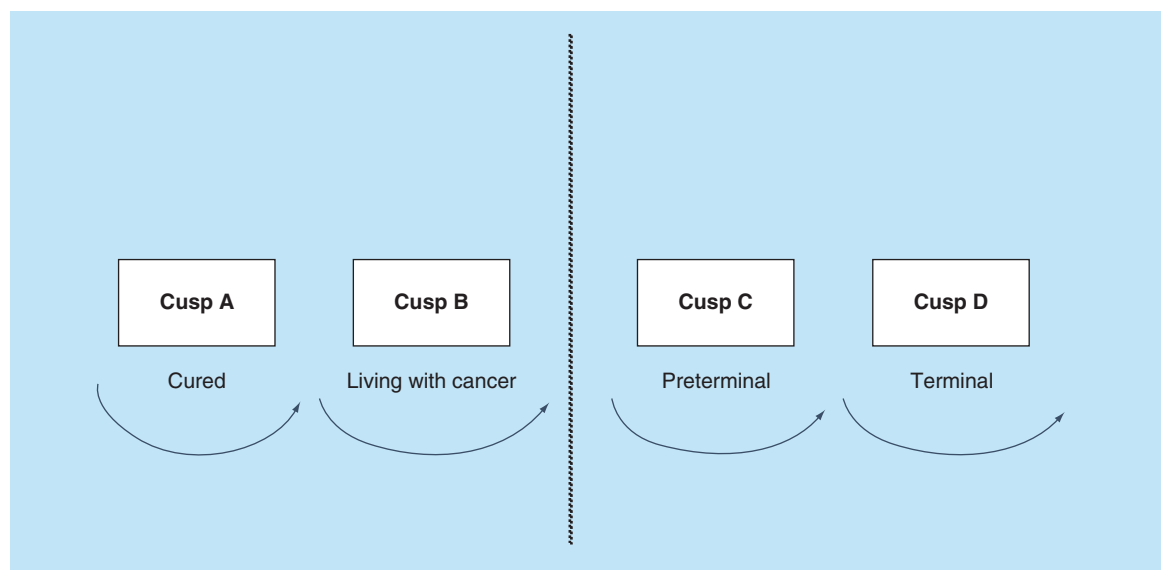 Cusp A
Cusp B
Cusp C
Cusp D
Cured
Living with cancer
Preterminal
Terminal